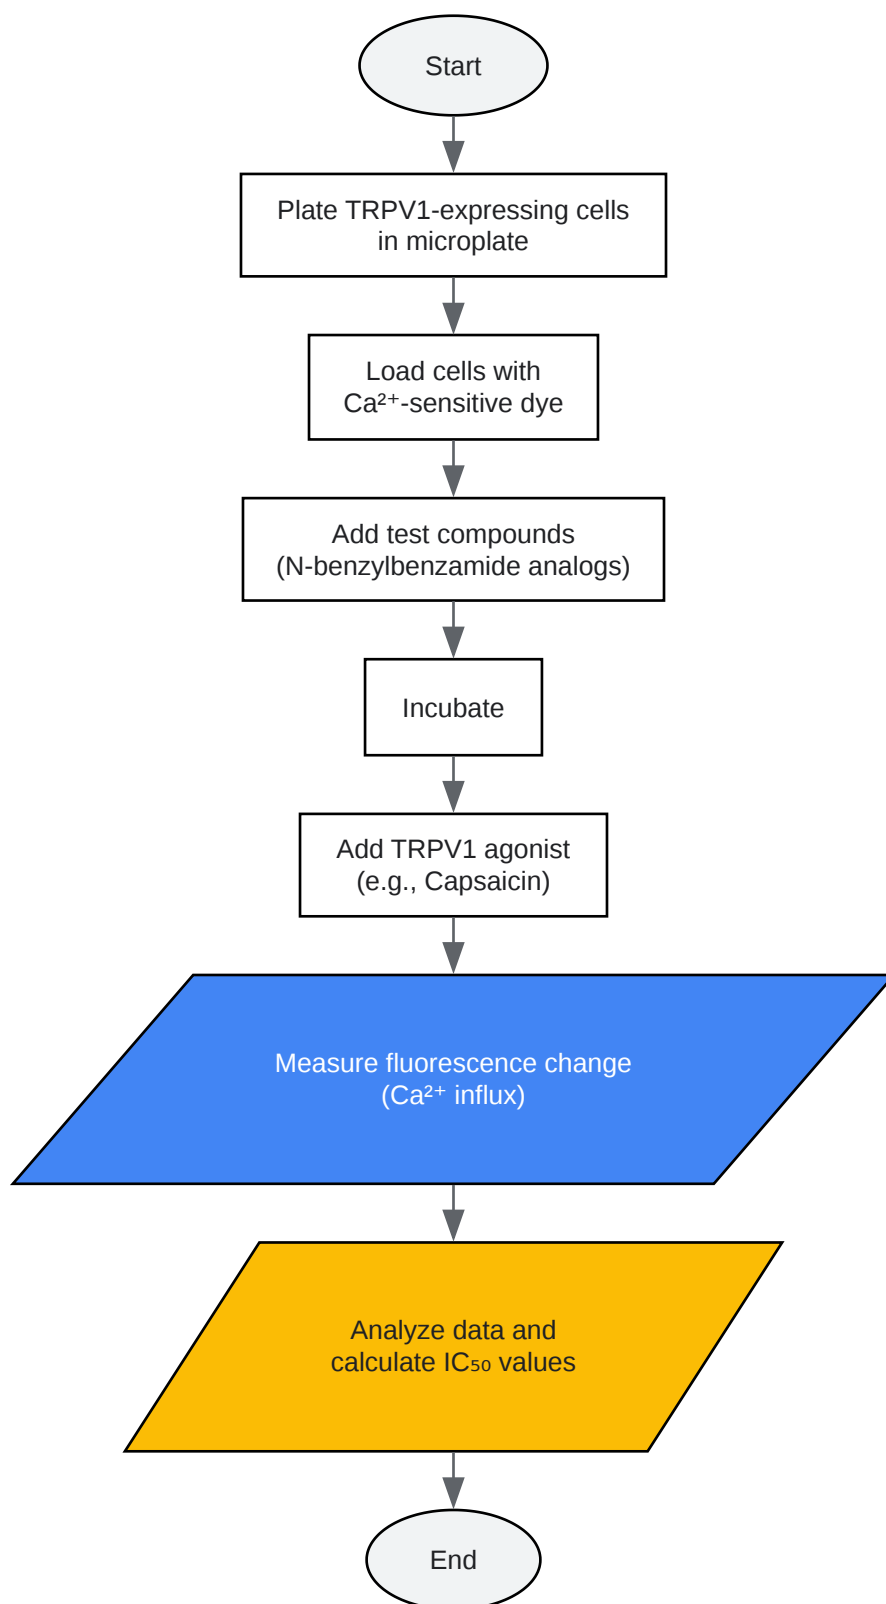 Start
Plate TRPV1-expressing cells
in microplate
Load cells with
Ca²⁺-sensitive dye
Add test compounds
(N-benzylbenzamide analogs)
Incubate
Add TRPV1 agonist
(e.g., Capsaicin)
Measure fluorescence change
(Ca²⁺ influx)
Analyze data and
calculate IC₅₀ values
End